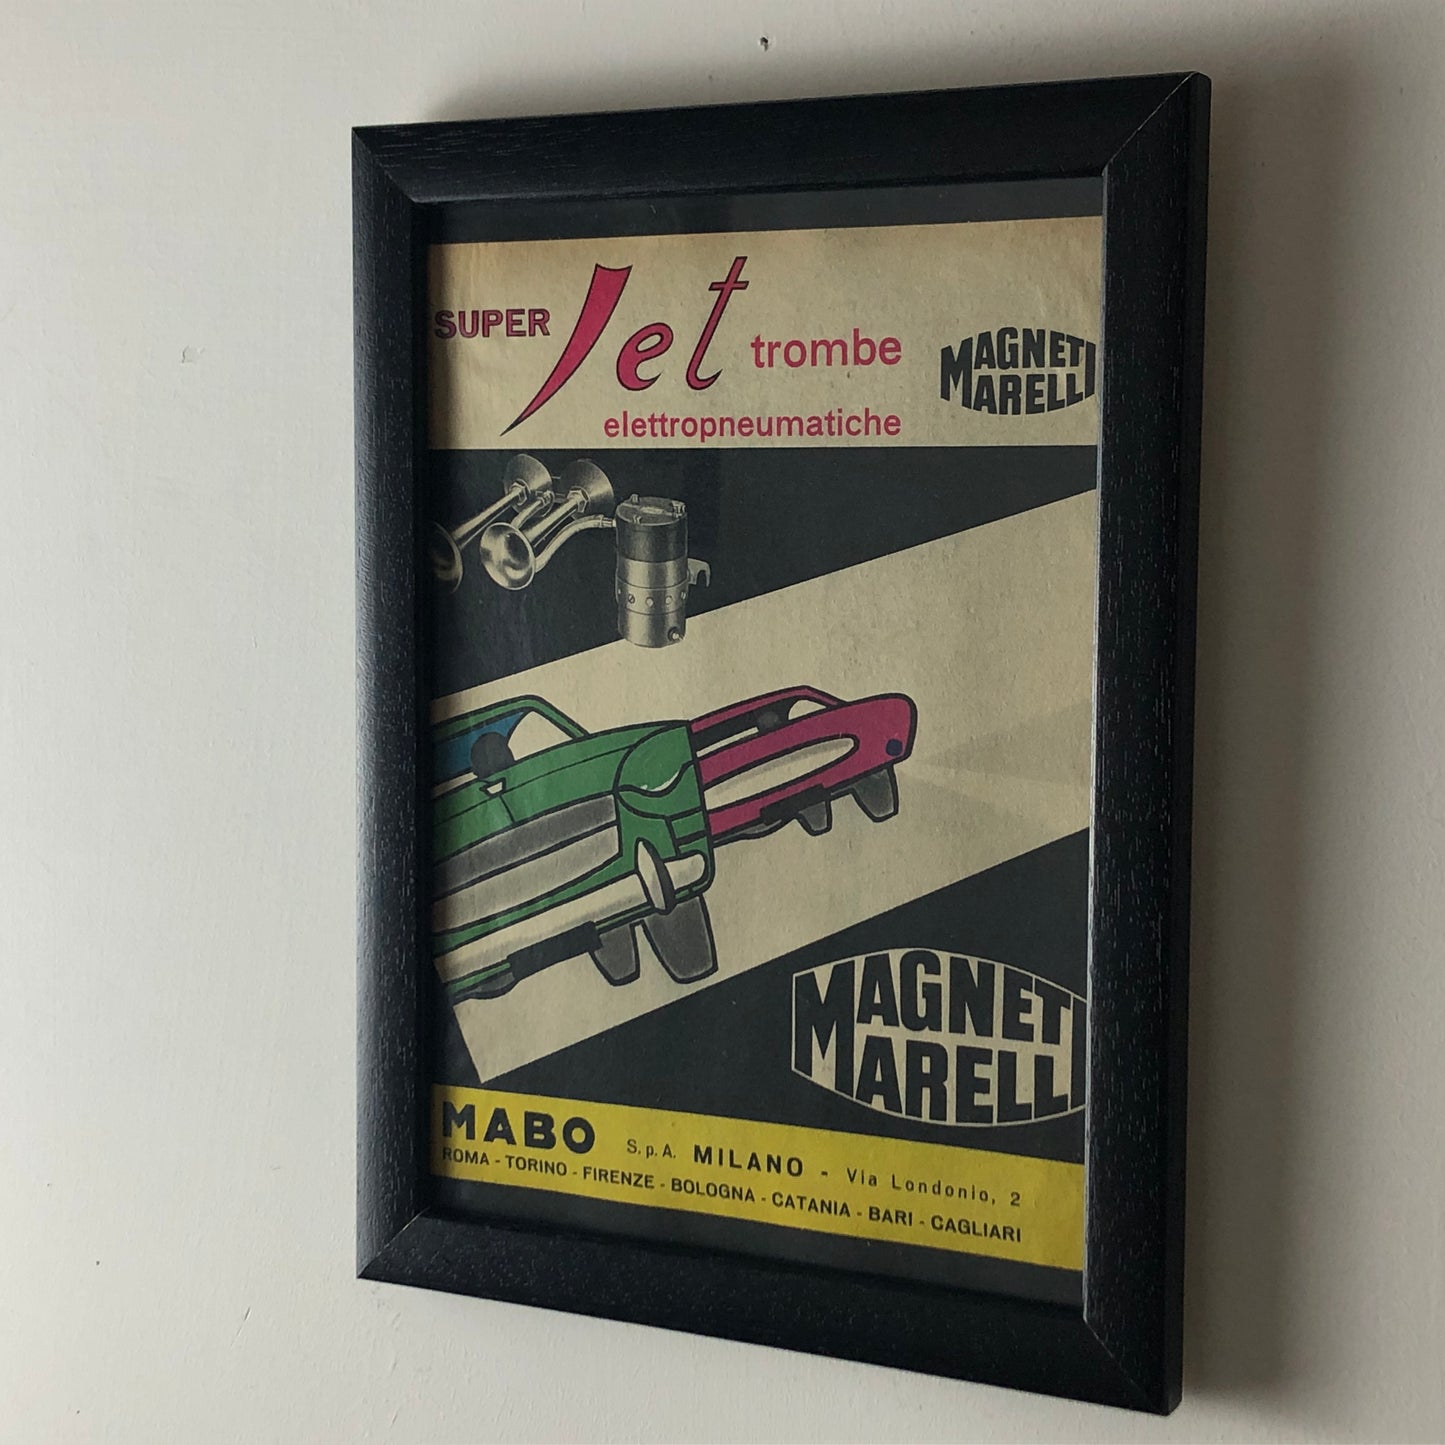 SUPER Jet trombe
elettropneumatiche
MAGNETI
MARELLI
MAGNETI
MARELLI
MABO S.p.A. MILANO - Via Londonio, 2
ROMA - TORINO - FIRENZE - BOLOGNA - CATANIA - BARI - CAGLIARI